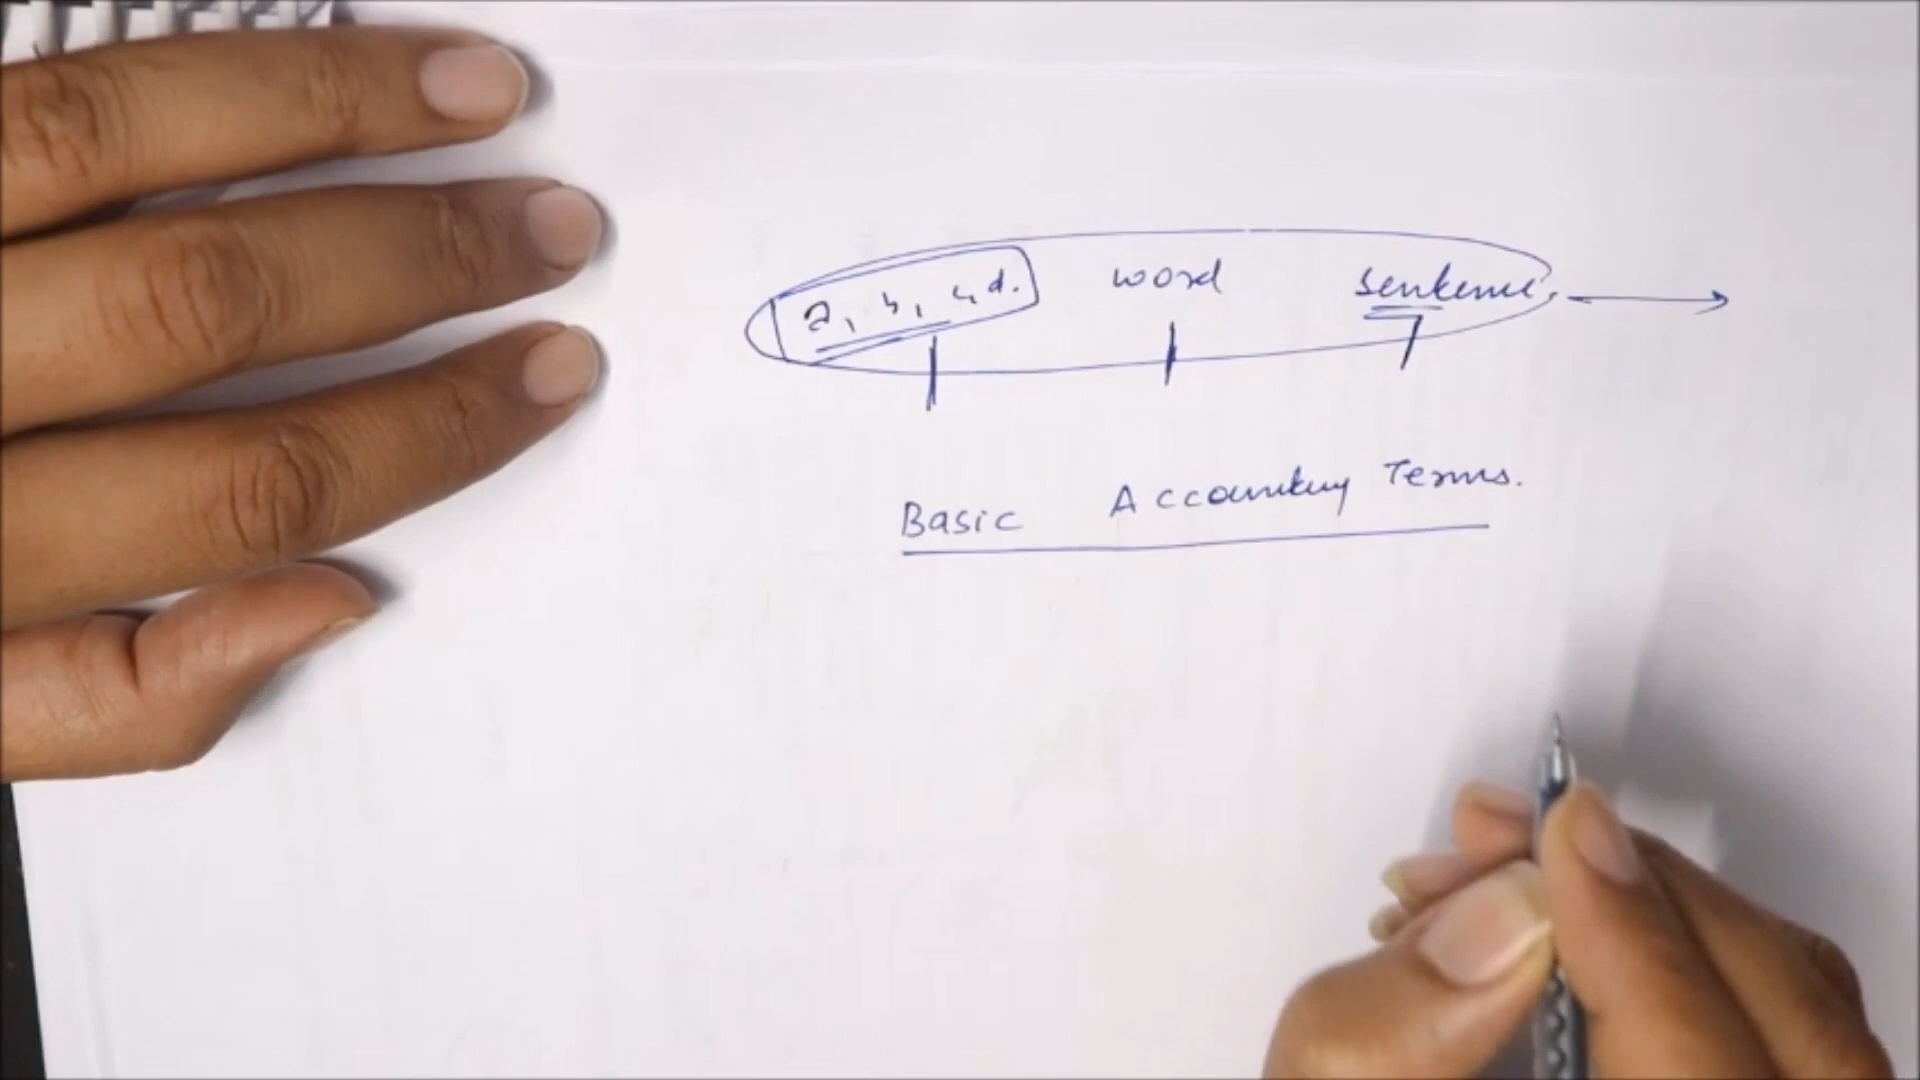 a, b, c, d. word sentence.
Basic Accounting Terms.